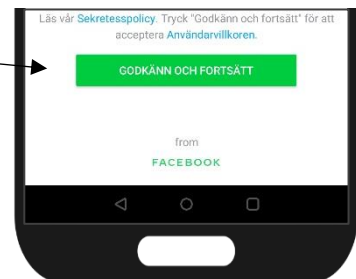 Läs vår Sekretesspolicy. Tryck "Godkänn och fortsätt" för att
acceptera Användarvillkoren.
GODKÄNN OCH FORTSÄTT
from
FACEBOOK